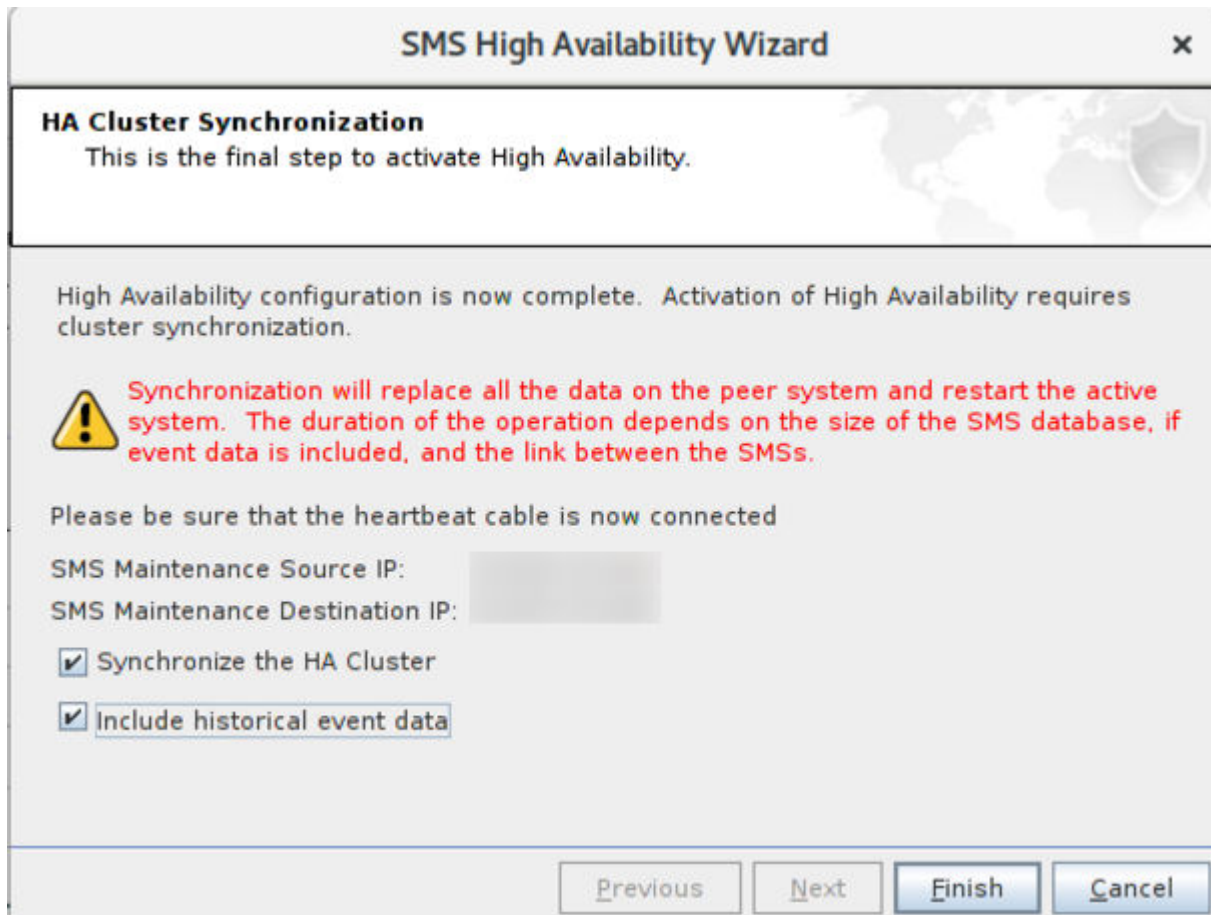 SMS High Availability Wizard
HA Cluster Synchronization
This is the final step to activate High Availability.
High Availability configuration is now complete.  Activation of High Availability requires
cluster synchronization.
Synchronization will replace all the data on the peer system and restart the active
system.  The duration of the operation depends on the size of the SMS database, if
event data is included, and the link between the SMSs.
Please be sure that the heartbeat cable is now connected
SMS Maintenance Source IP:
SMS Maintenance Destination IP:
Synchronize the HA Cluster
Include historical event data
Previous Next Finish Cancel